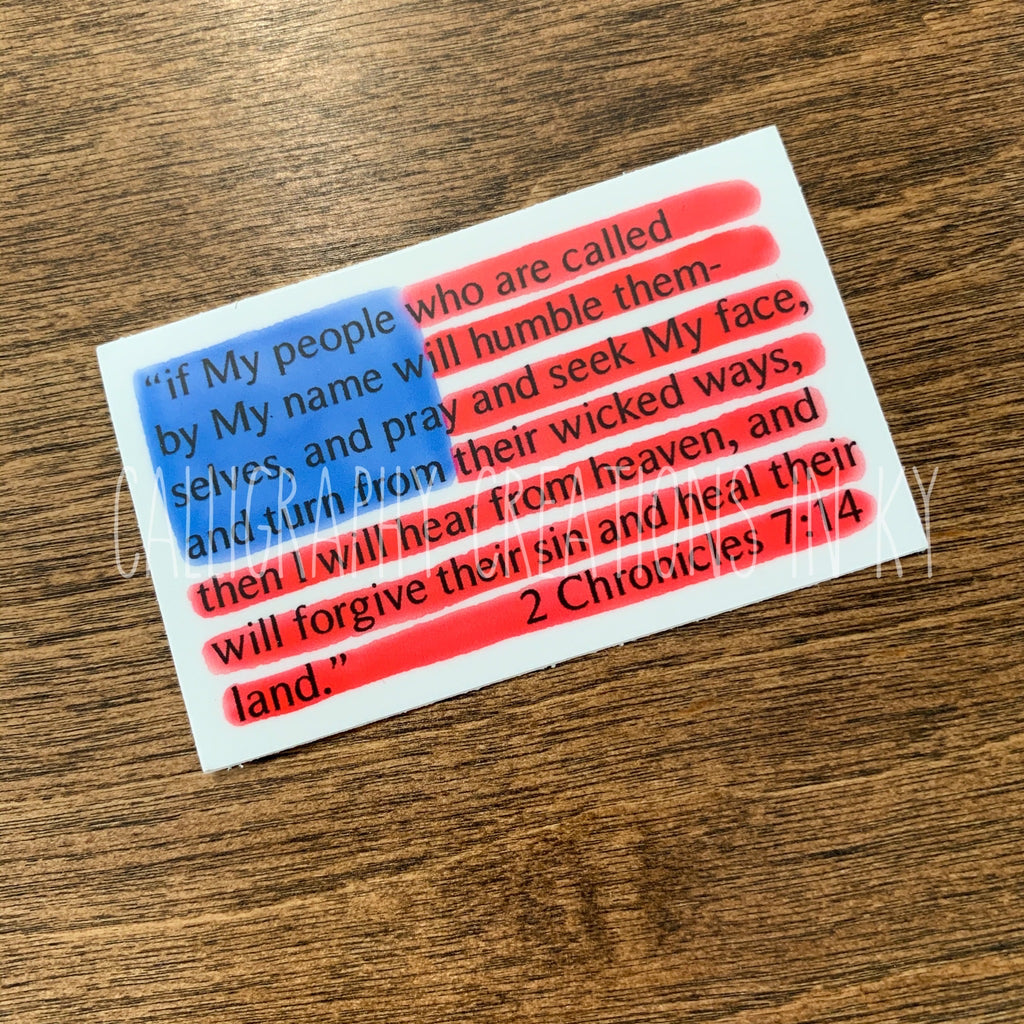 “if My people who are called
by My name will humble them-
selves, and pray and seek My face,
and turn from their wicked ways,
then I will hear from heaven, and
will forgive their sin and heal their
land.” 2 Chronicles 7:14
CALLIGRAPHY CREATIONS IN KY